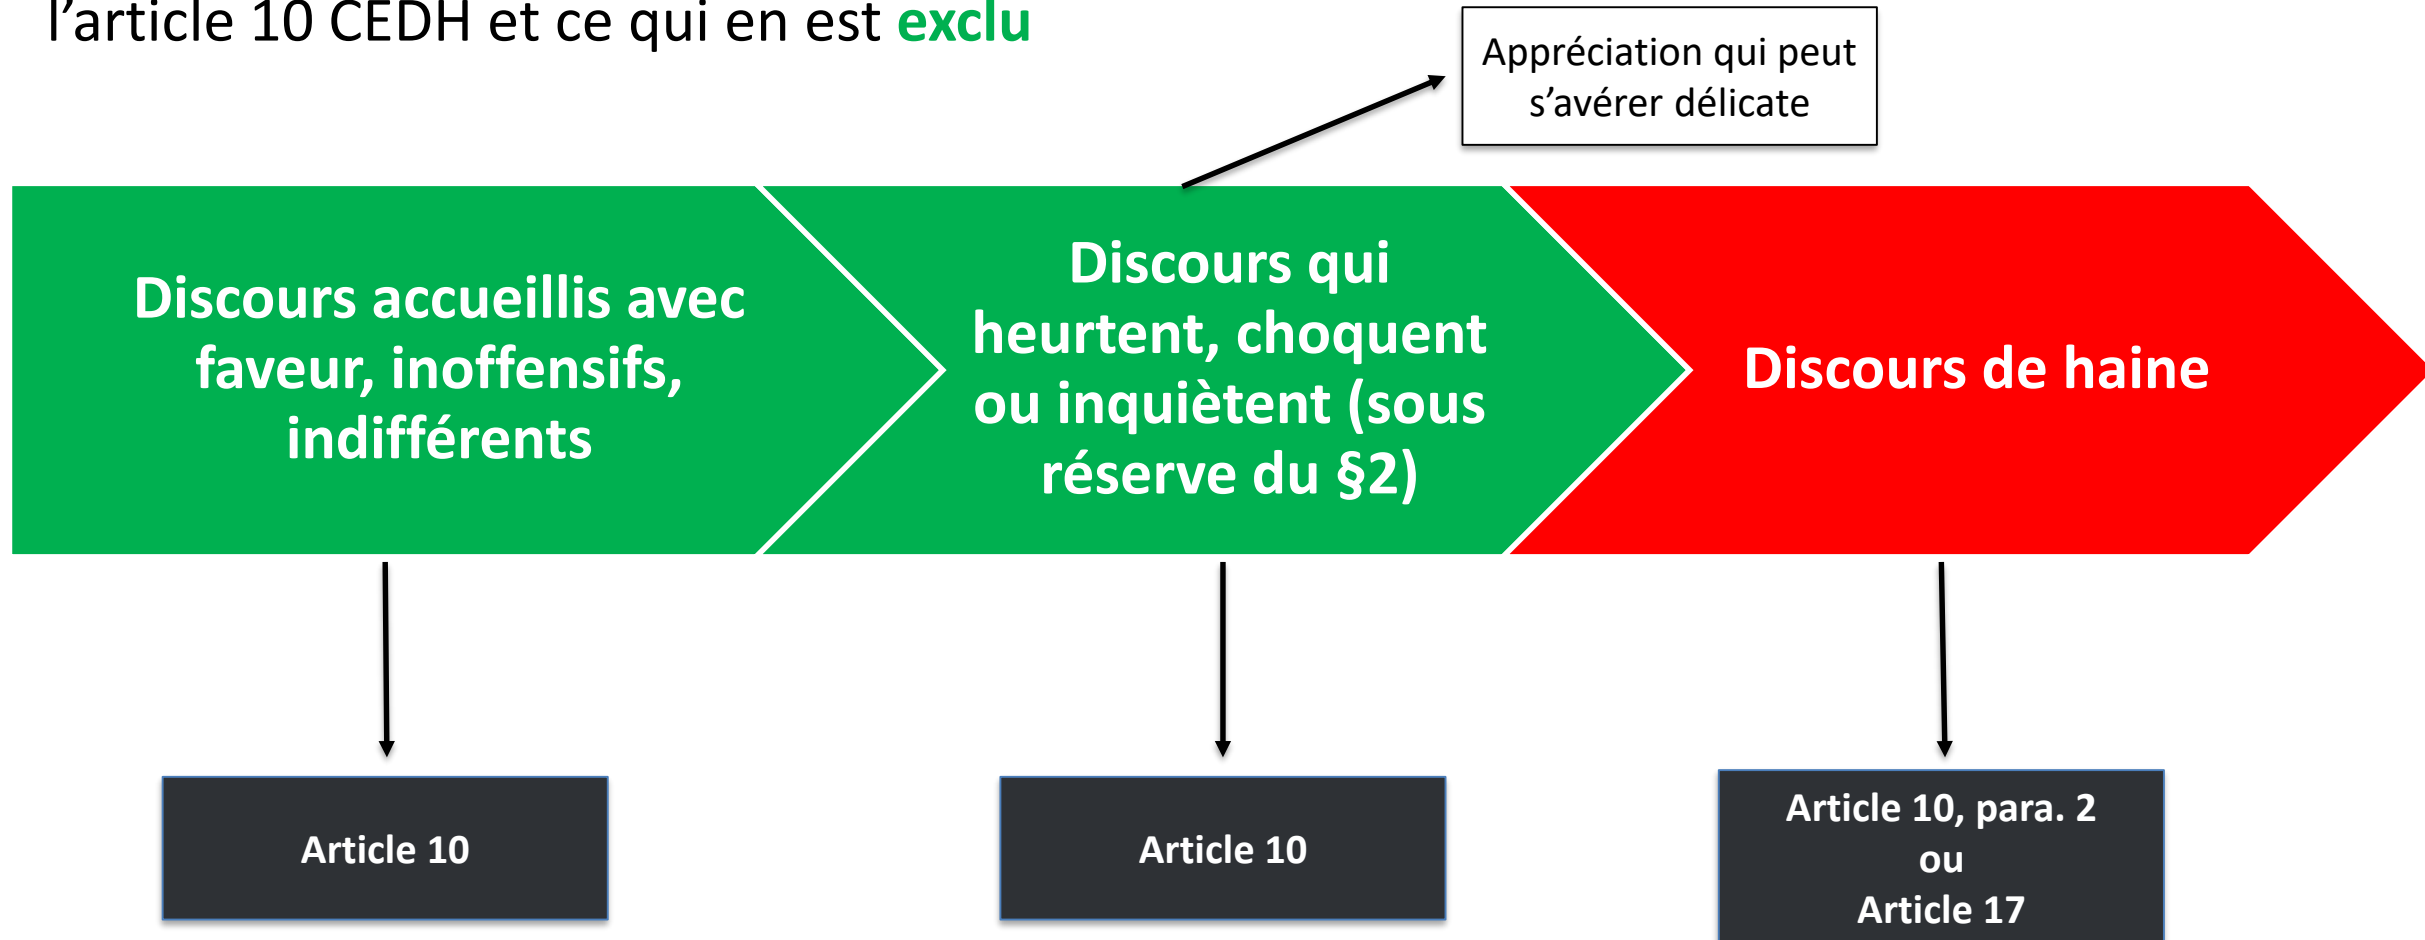 l’article 10 CEDH et ce qui en est exclu
Appréciation qui peut
s’avérer délicate
Discours accueillis avec
faveur, inoffensifs,
indifférents
Discours qui
heurtent, choquent
ou inquiètent (sous
réserve du §2)
Discours de haine
Article 10
Article 10
Article 10, para. 2
ou
Article 17